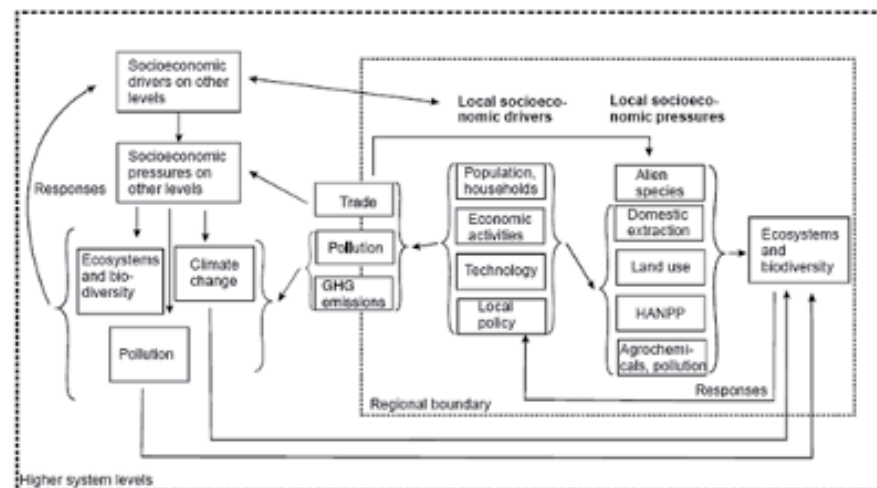 Socioeconomic
drivers on other
levels
Socioeconomic
pressures on
other levels
Responses
Ecosystems
and bio-
diversity
Climate
change
Pollution
Trade
Pollution
GHG
emissions
Local socioeco-
nomic drivers
Population,
households
Economic
activities
Technology
Local
policy
Local socioeco-
nomic pressures
Alien
species
Domestic
extraction
Land use
HANPP
Agrochemi-
cals, pollution
Ecosystems
and
biodiversity
Responses
Regional boundary
Higher system levels